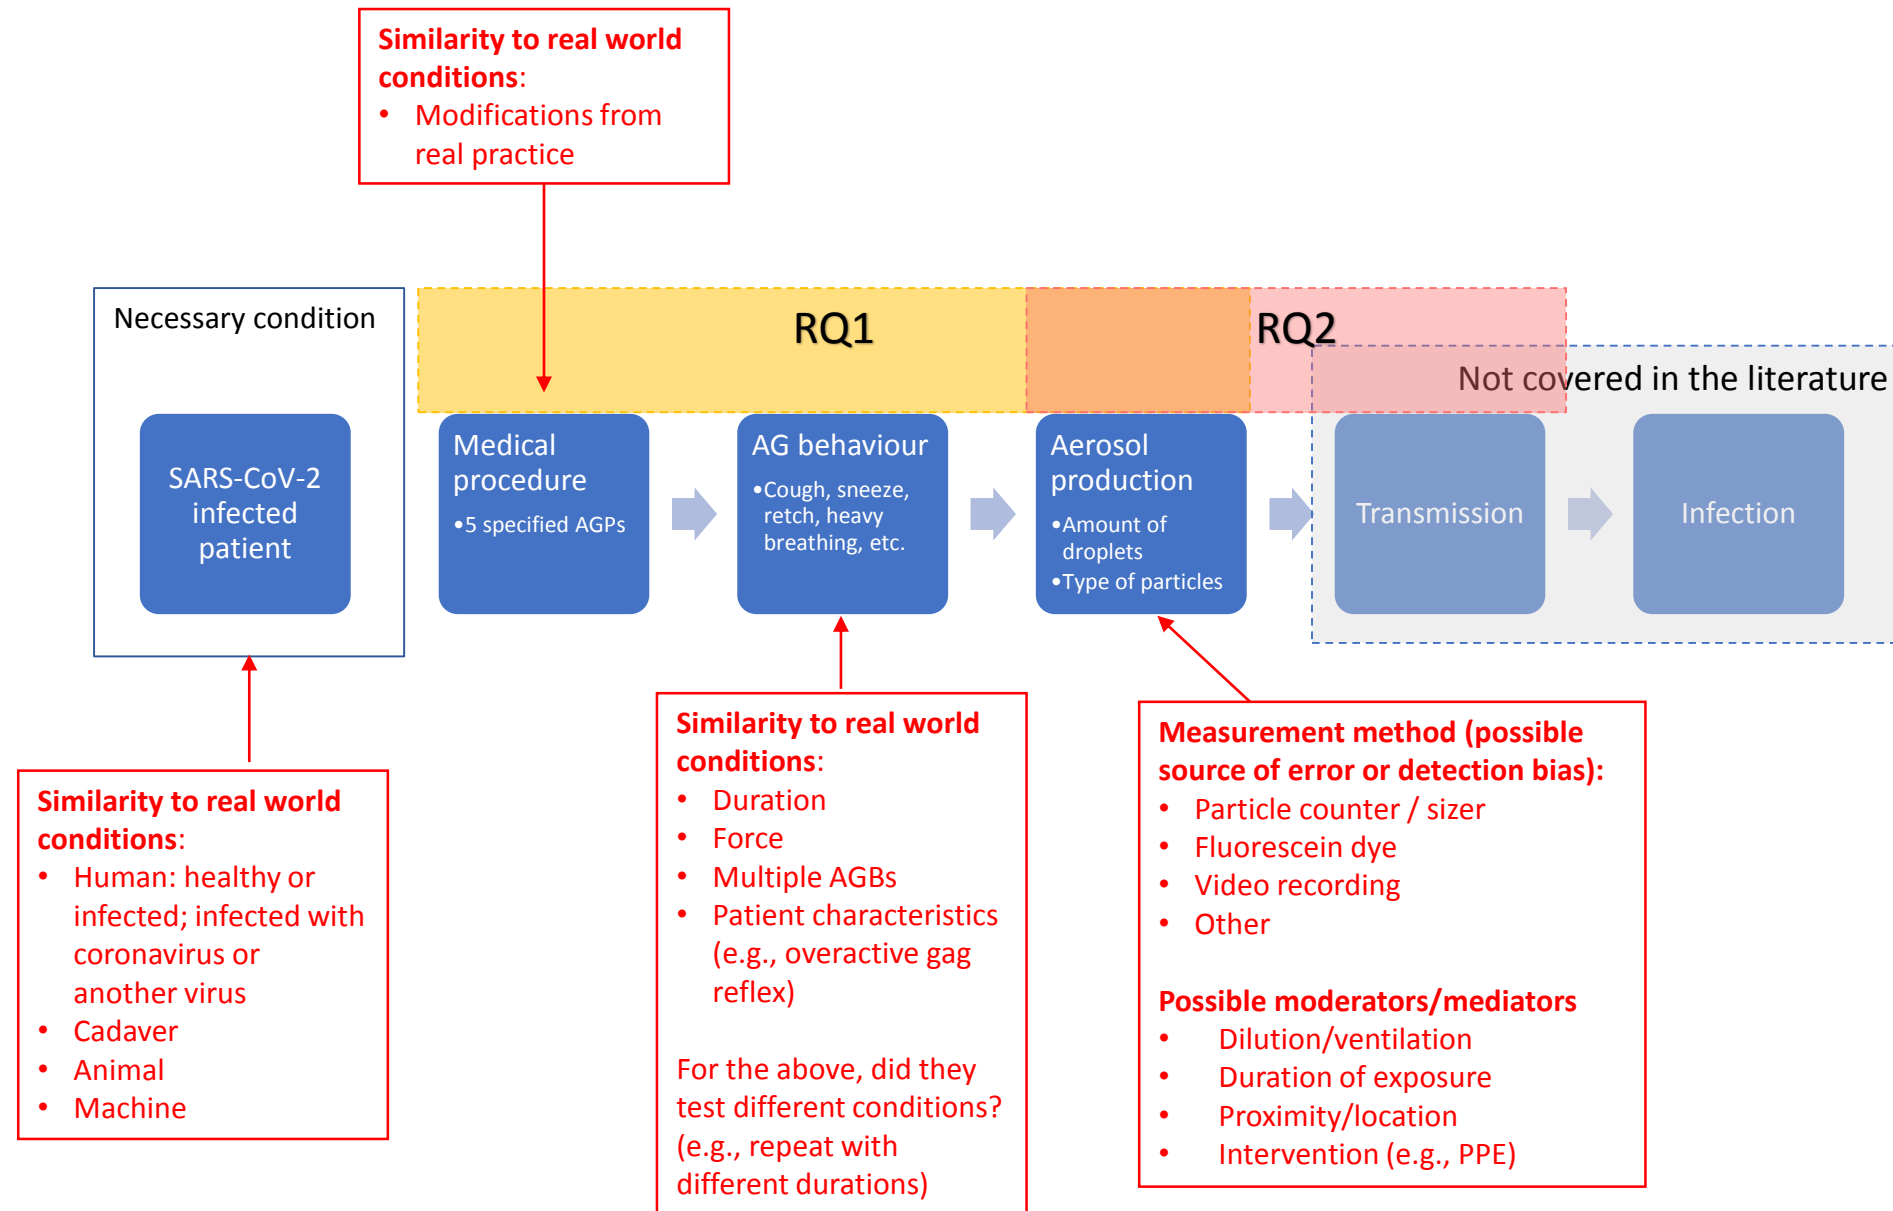 Similarity to real world
conditions:
• Modifications from
real practice
Necessary condition
SARS-CoV-2
infected
patient
RQ1
RQ2
Not covered in the literature
Medical
procedure
•5 specified AGPs
AG behaviour
•Cough, sneeze,
retch, heavy
breathing, etc.
Aerosol
production
•Amount of
droplets
•Type of particles
Transmission
Infection
Similarity to real world
conditions:
• Human: healthy or
infected; infected with
coronavirus or
another virus
• Cadaver
• Animal
• Machine
Similarity to real world
conditions:
• Duration
• Force
• Multiple AGBs
• Patient characteristics
(e.g., overactive gag
reflex)
For the above, did they
test different conditions?
(e.g., repeat with
different durations)
Measurement method (possible
source of error or detection bias):
• Particle counter / sizer
• Fluorescein dye
• Video recording
• Other
Possible moderators/mediators
• Dilution/ventilation
• Duration of exposure
• Proximity/location
• Intervention (e.g., PPE)